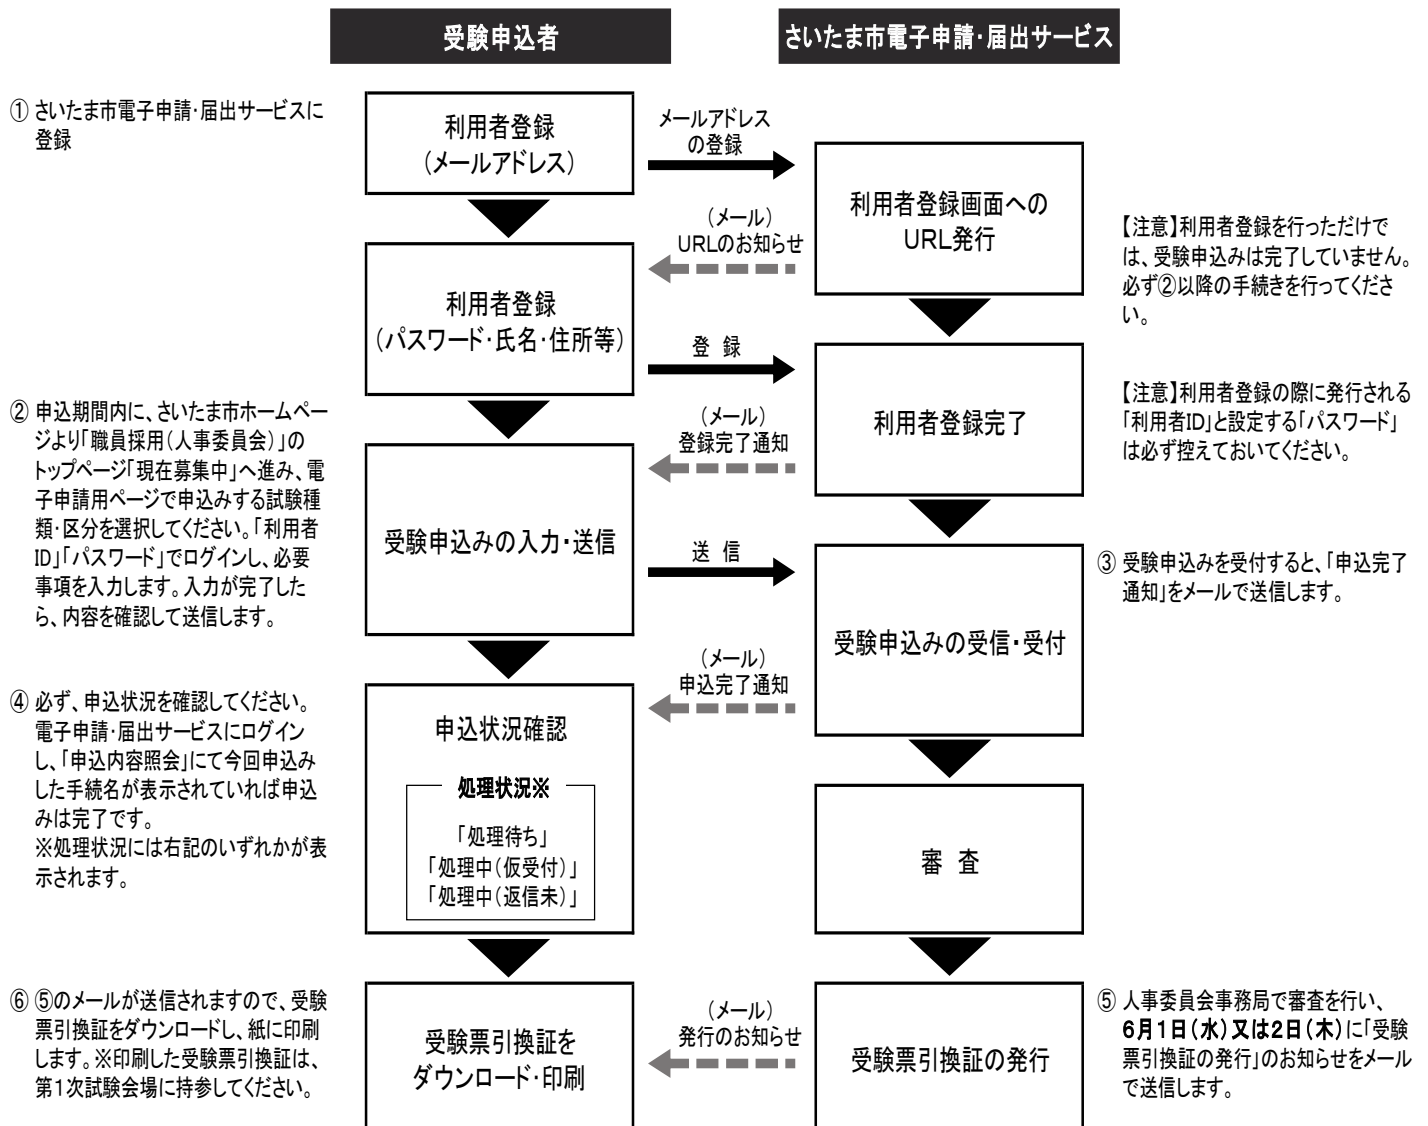 受験申込者
さいたま市電子申請･届出サービス
① さいたま市電子申請･届出サービスに
登録
利用者登録
（メールアドレス）
メールアドレス
の登録
利用者登録画面への
URL発行
（メール）
URLのお知らせ
【注意】利用者登録を行っただけで
は、受験申込みは完了していません。
必ず②以降の手続きを行ってくださ
い。
利用者登録
（パスワード･氏名･住所等）
登 録
利用者登録完了
【注意】利用者登録の際に発行される
「利用者ID」と設定する「パスワード」
は必ず控えておいてください。
（メール）
登録完了通知
② 申込期間内に、さいたま市ホームペー
ジより「職員採用（人事委員会）」の
トップページ「現在募集中」へ進み、電
子申請用ページで申込みする試験種
類･区分を選択してください。「利用者
ID」「パスワード」でログインし、必要
事項を入力します。入力が完了した
ら、内容を確認して送信します。
受験申込みの入力･送信
送 信
受験申込みの受信･受付
③ 受験申込みを受付すると、「申込完了
通知」をメールで送信します。
（メール）
申込完了通知
④ 必ず、申込状況を確認してください。
電子申請･届出サービスにログイン
し、「申込内容照会」にて今回申込み
した手続名が表示されていれば申込
みは完了です。
※処理状況には右記のいずれかが表
示されます。
申込状況確認
処理状況※
「処理待ち」
「処理中（仮受付）」
「処理中（返信未）」
審 査
⑥ ⑤のメールが送信されますので、受験
票引換証をダウンロードし、紙に印刷
します。※印刷した受験票引換証は、
第1次試験会場に持参してください。
受験票引換証を
ダウンロード･印刷
（メール）
発行のお知らせ
受験票引換証の発行
⑤ 人事委員会事務局で審査を行い、
6月1日（水）又は2日（木）に「受験
票引換証の発行」のお知らせをメール
で送信します。